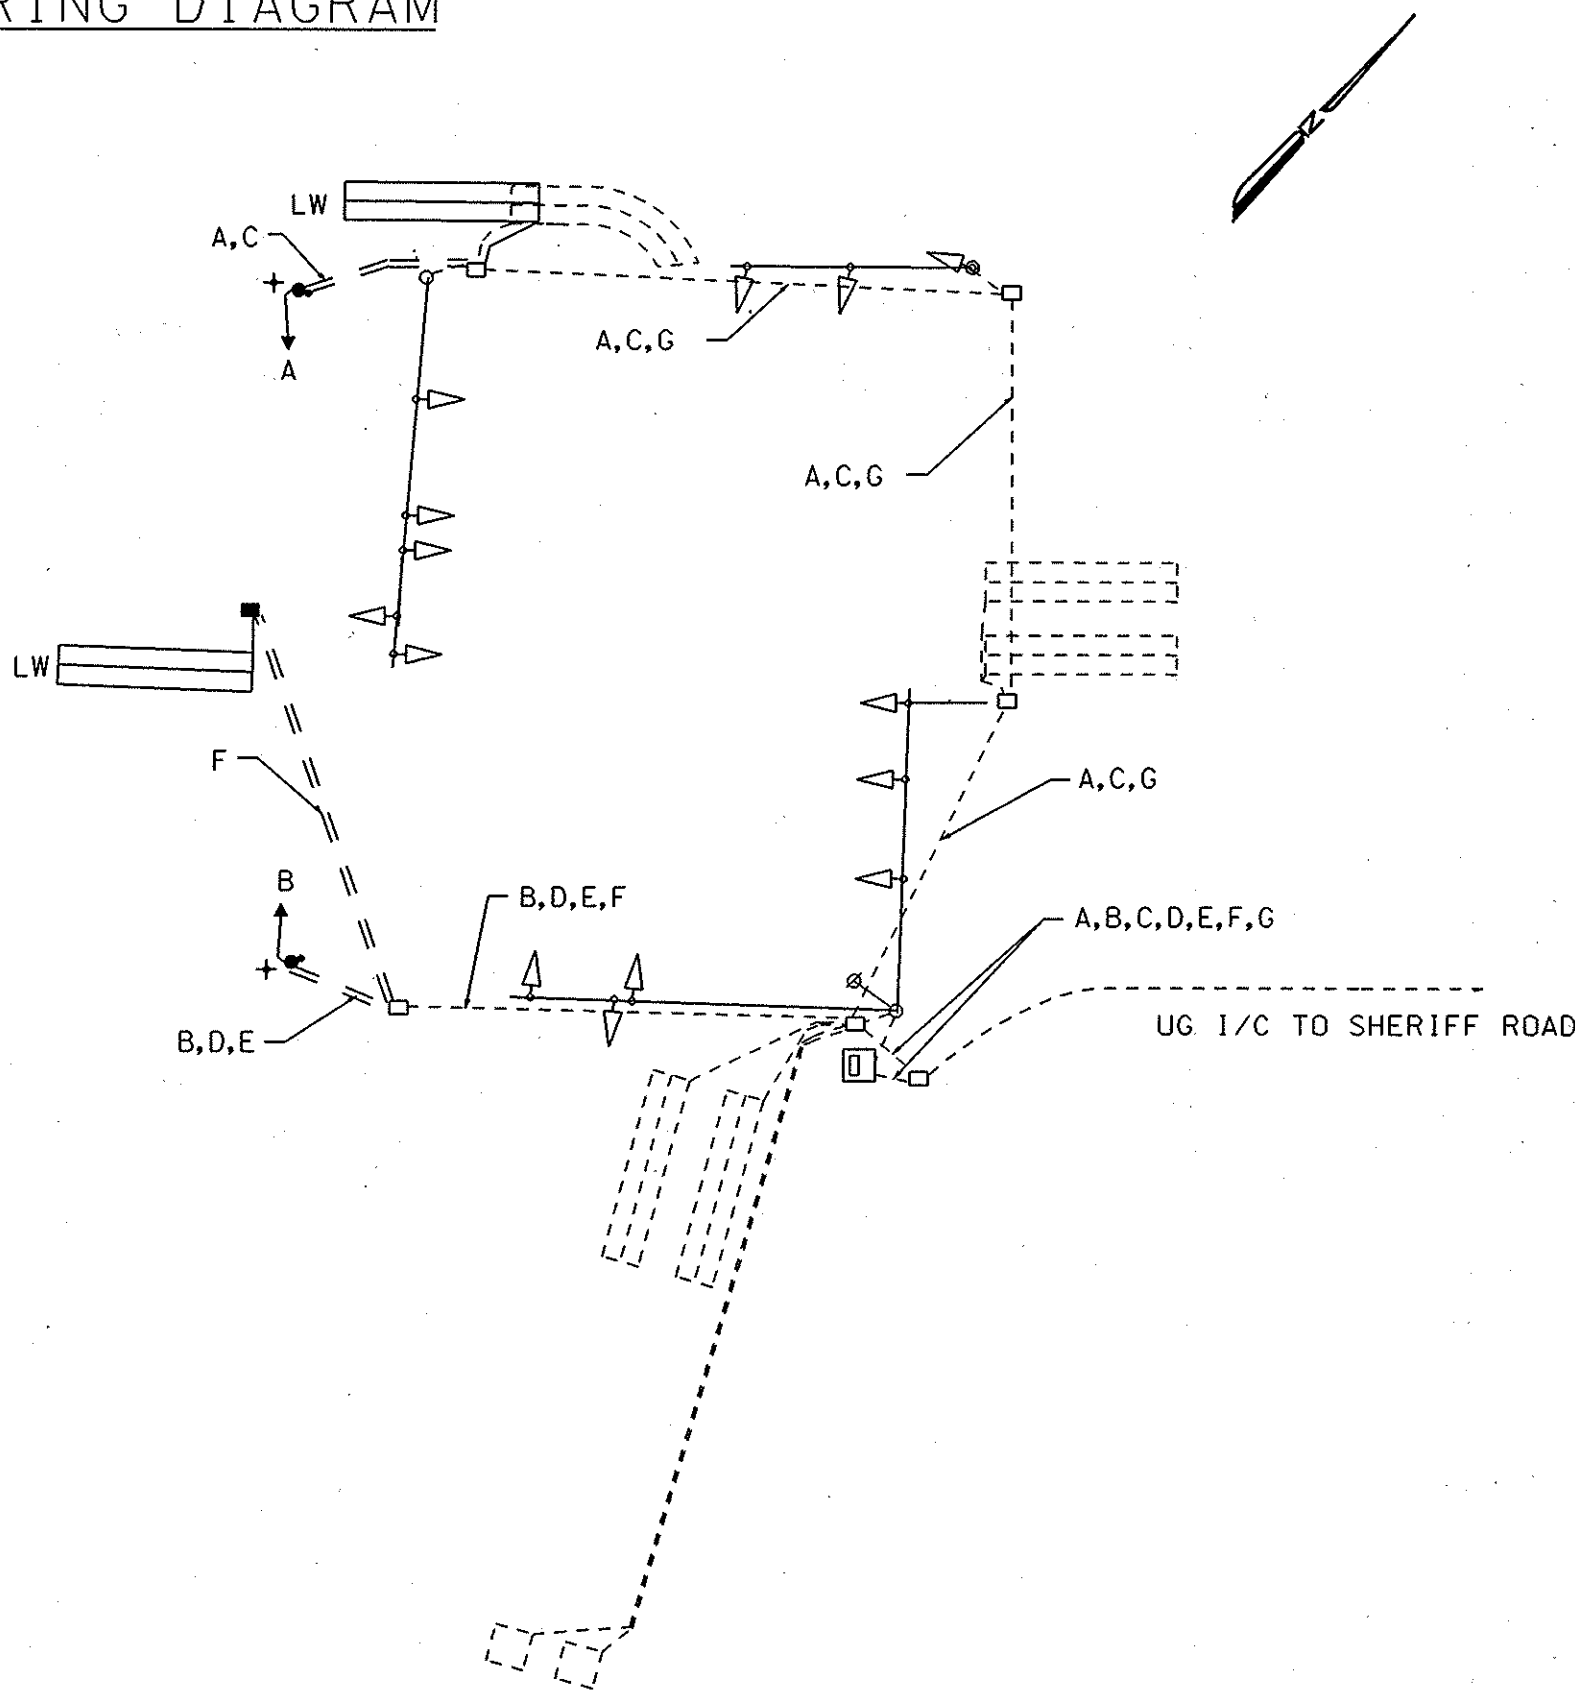 RING DIAGRAM
N
LW
A,C
A
A,C,G
A,C,G
LW
F
A,C,G
B
B,D,E,F
A,B,C,D,E,F,G
B,D,E
UG I/C TO SHERIFF ROAD